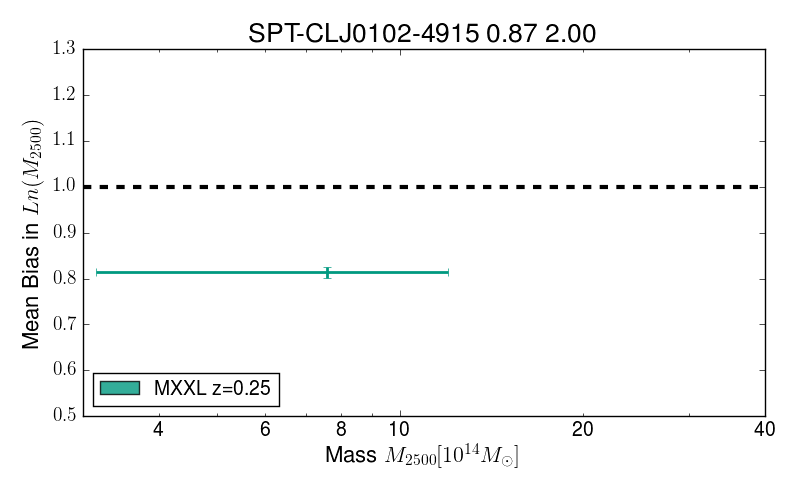 SPT-CLJ0102-4915 0.87 2.00
1.3
1.2
1.1
1.0
0.9
0.8
0.7
0.6
0.5
Mean Bias in Ln(M₂₅₀₀)
MXXL z=0.25
4 6 8 10 20 40
Mass M₂₅₀₀[10¹⁴M⊙]